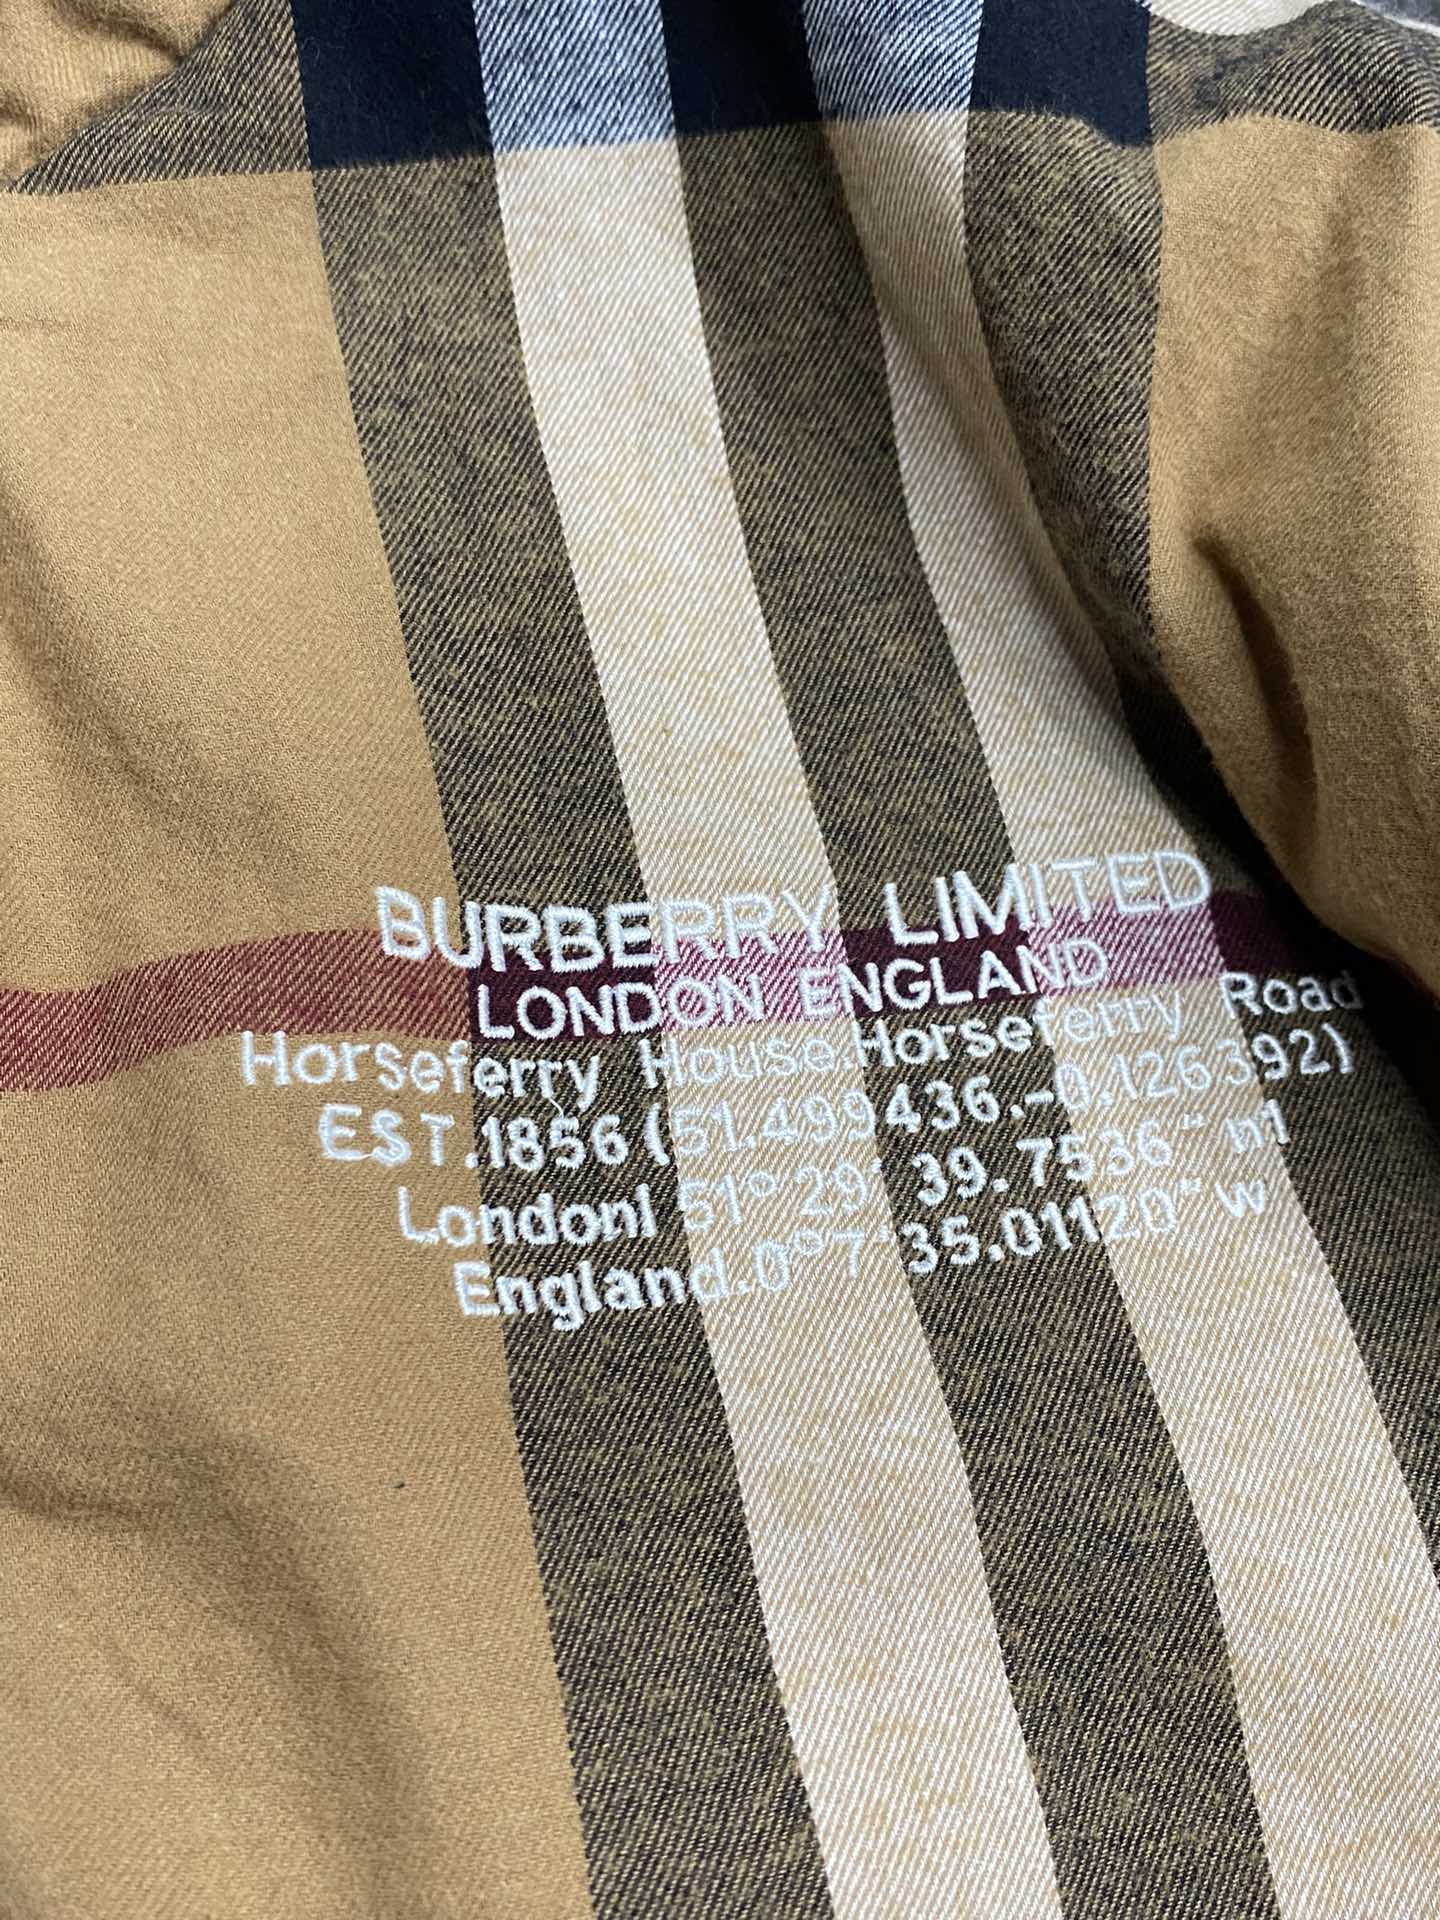 BURBERRY LIMITED
LONDON ENGLAND
Horseferry House.Horseferry Road
EST.1856 (51.499436.-0.126392)
Londonl 51° 29' 39.7536" n1
England.0° 7' 35.01120" w